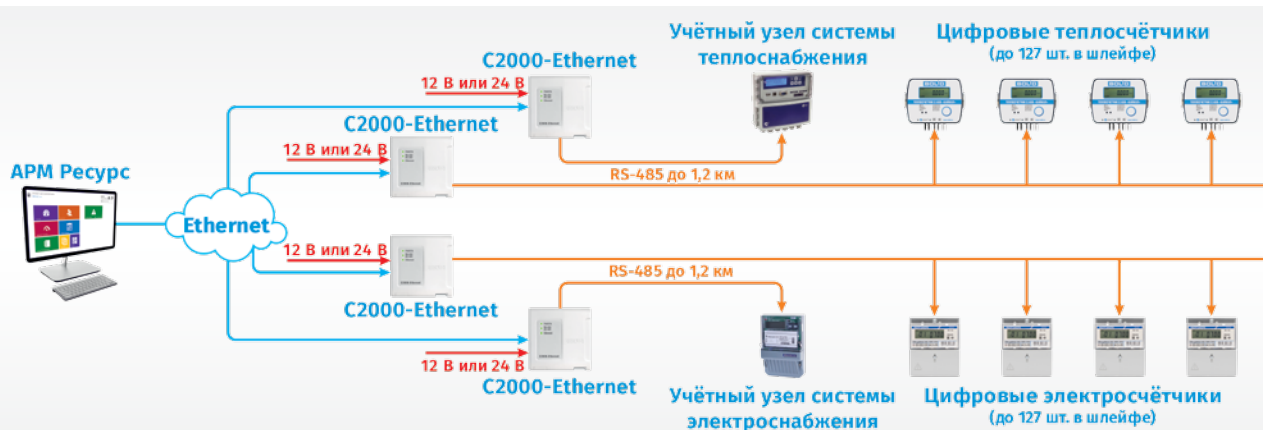 Учётный узел системы
теплоснабжения
Цифровые теплосчётчики
(до 127 шт. в шлейфе)
С2000-Ethernet
12 В или 24 В
С2000-Ethernet
12 В или 24 В
RS-485 до 1,2 км
АРМ Ресурс
Ethernet
12 В или 24 В
С2000-Ethernet
RS-485 до 1,2 км
12 В или 24 В
С2000-Ethernet
Учётный узел системы
электроснабжения
Цифровые электросчётчики
(до 127 шт. в шлейфе)